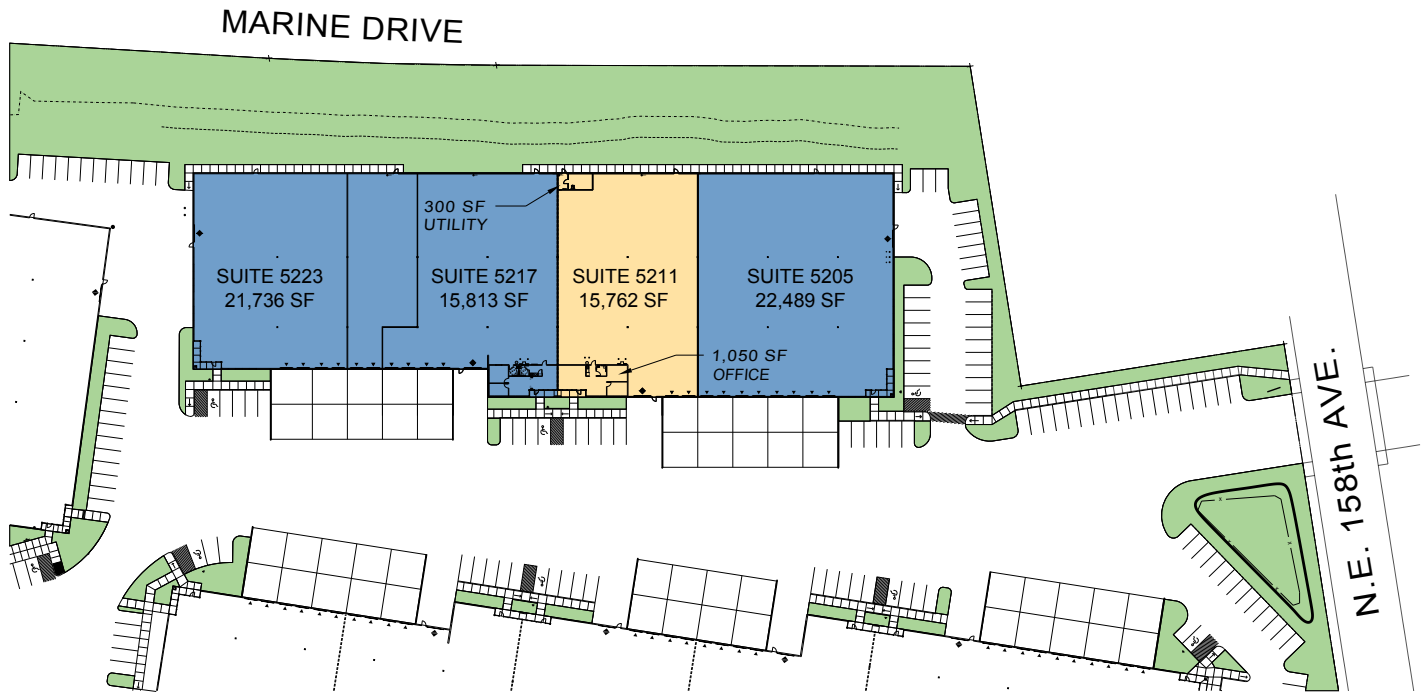 MARINE DRIVE
300 SF
UTILITY
SUITE 5223
21,736 SF
SUITE 5217
15,813 SF
SUITE 5211
15,762 SF
SUITE 5205
22,489 SF
1,050 SF
OFFICE
N.E. 158th AVE.